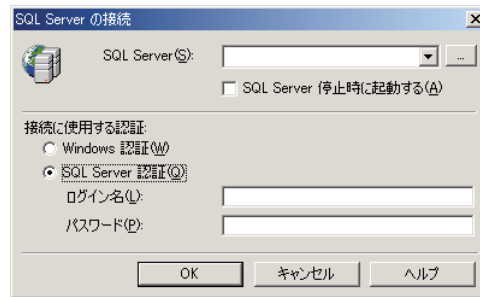 SQL Server の接続
SQL Server(S):
...
SQL Server 停止時に起動する(A)
接続に使用する認証:
Windows 認証(W)
SQL Server 認証(Q)
ログイン名(L):
パスワード(P):
OK
キャンセル
ヘルプ